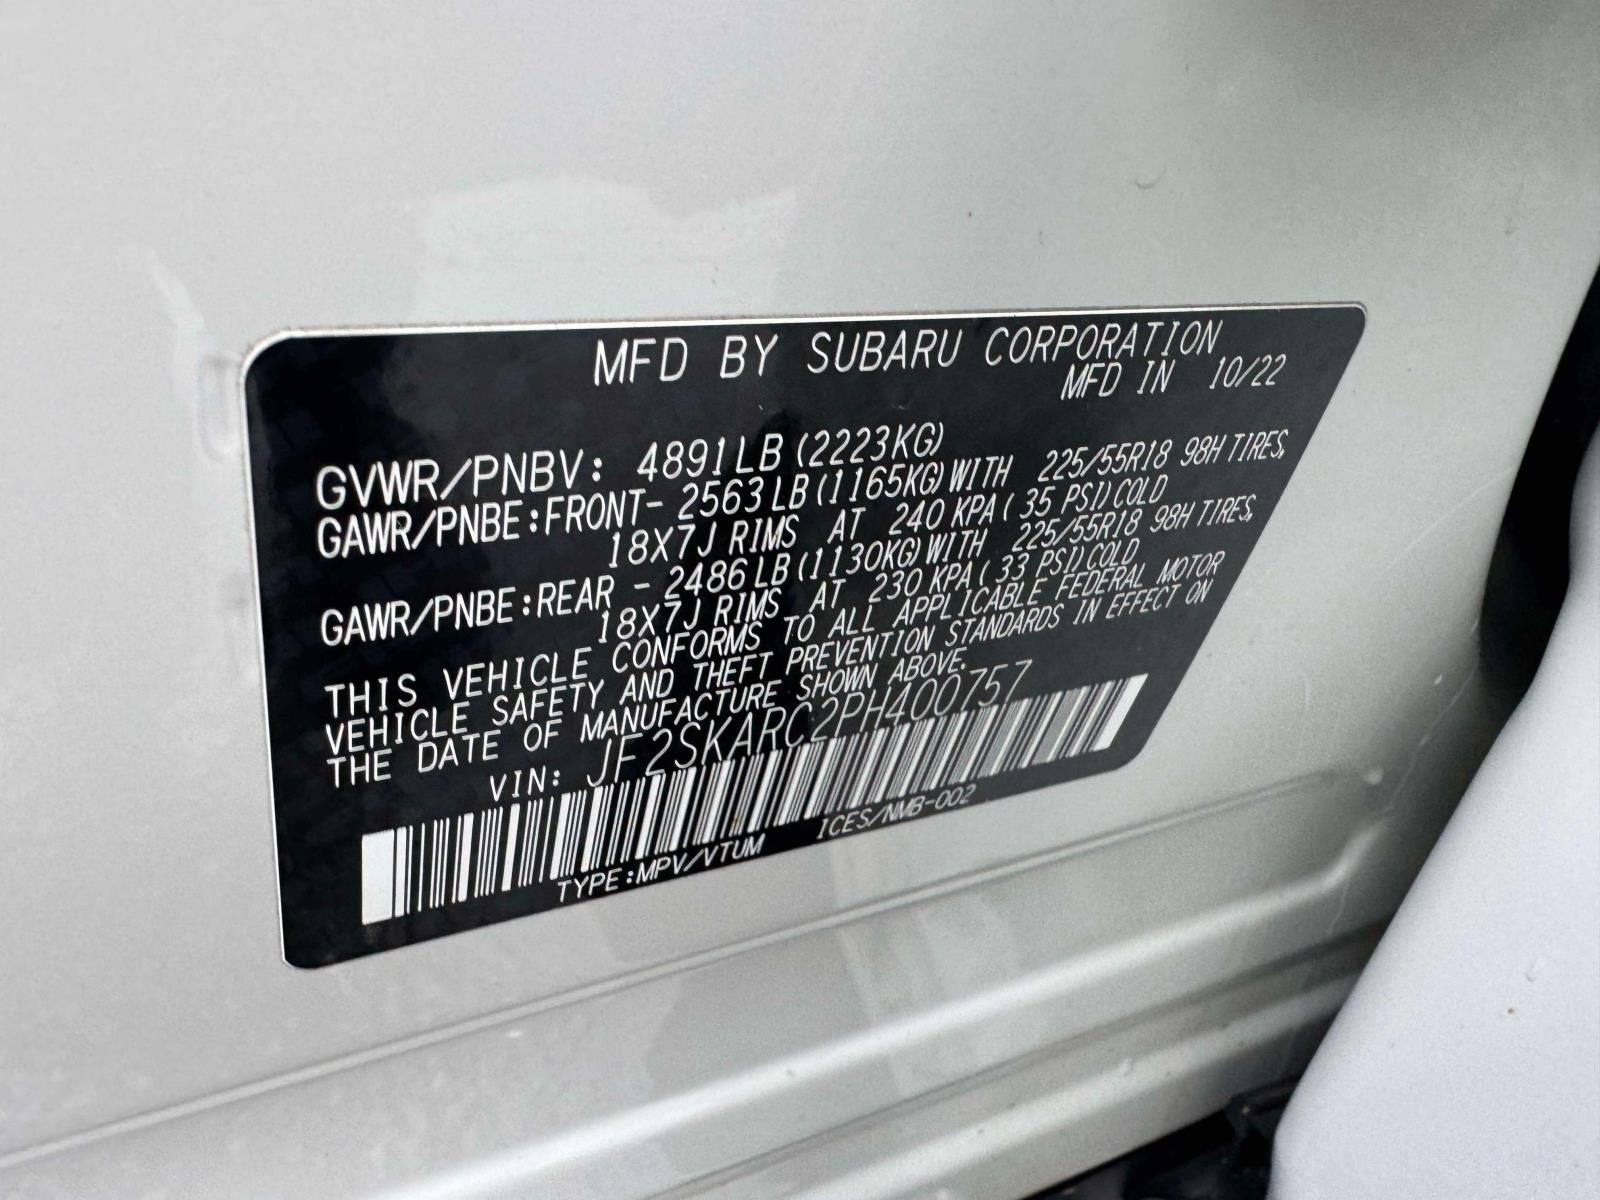 MFD BY SUBARU CORPORATION
MFD IN 10/22
GVWR/PNBV: 4891LB (2223KG)
GAWR/PNBE:FRONT- 2563LB(1165KG)WITH 225/55R18 98H TIRES,
18X7J RIMS AT 240 KPA( 35 PSI)COLD
GAWR/PNBE:REAR - 2486LB(1130KG)WITH 225/55R18 98H TIRES,
18X7J RIMS AT 230 KPA( 33 PSI)COLD
THIS VEHICLE CONFORMS TO ALL APPLICABLE FEDERAL MOTOR
VEHICLE SAFETY AND THEFT PREVENTION STANDARDS IN EFFECT ON
THE DATE OF MANUFACTURE SHOWN ABOVE.
VIN: JF2SKARC2PH400757
TYPE:MPV/VTUM ICES/NMB-002